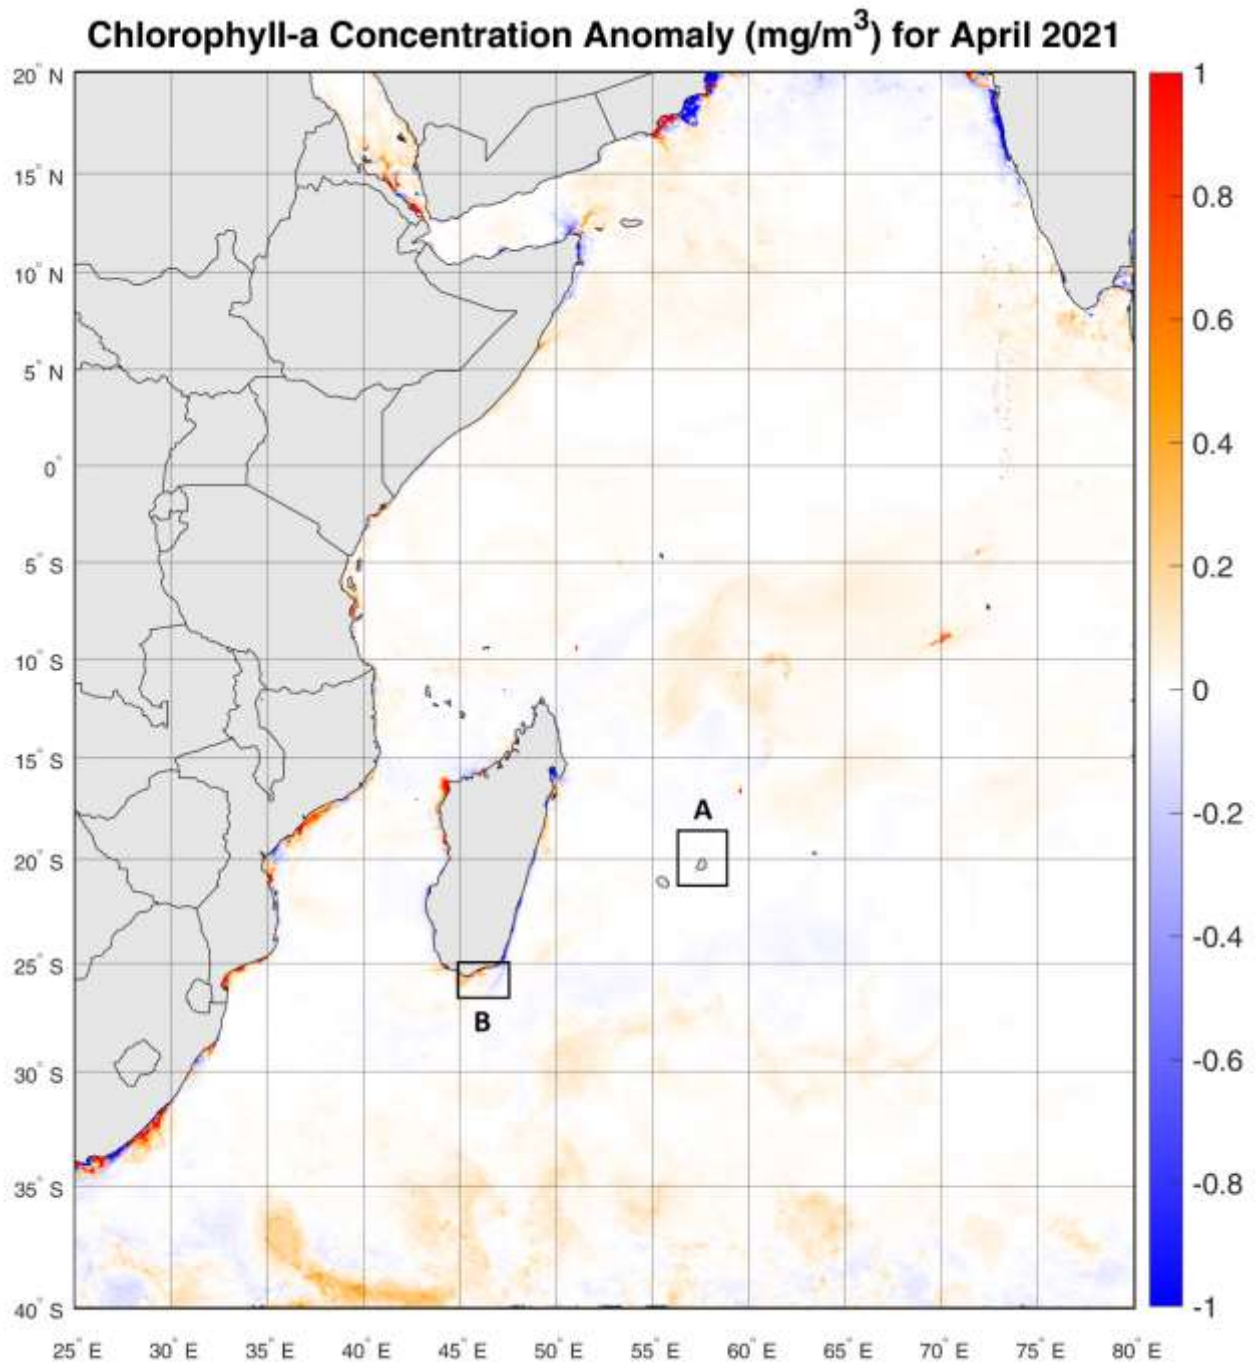 Chlorophyll-a Concentration Anomaly (mg/m³) for April 2021
20° N
15° N
10° N
5° N
0°
5° S
10° S
15° S
20° S
25° S
30° S
35° S
40° S
A
B
25° E
30° E
35° E
40° E
45° E
50° E
55° E
60° E
65° E
70° E
75° E
80° E
1
0.8
0.6
0.4
0.2
0
-0.2
-0.4
-0.6
-0.8
-1